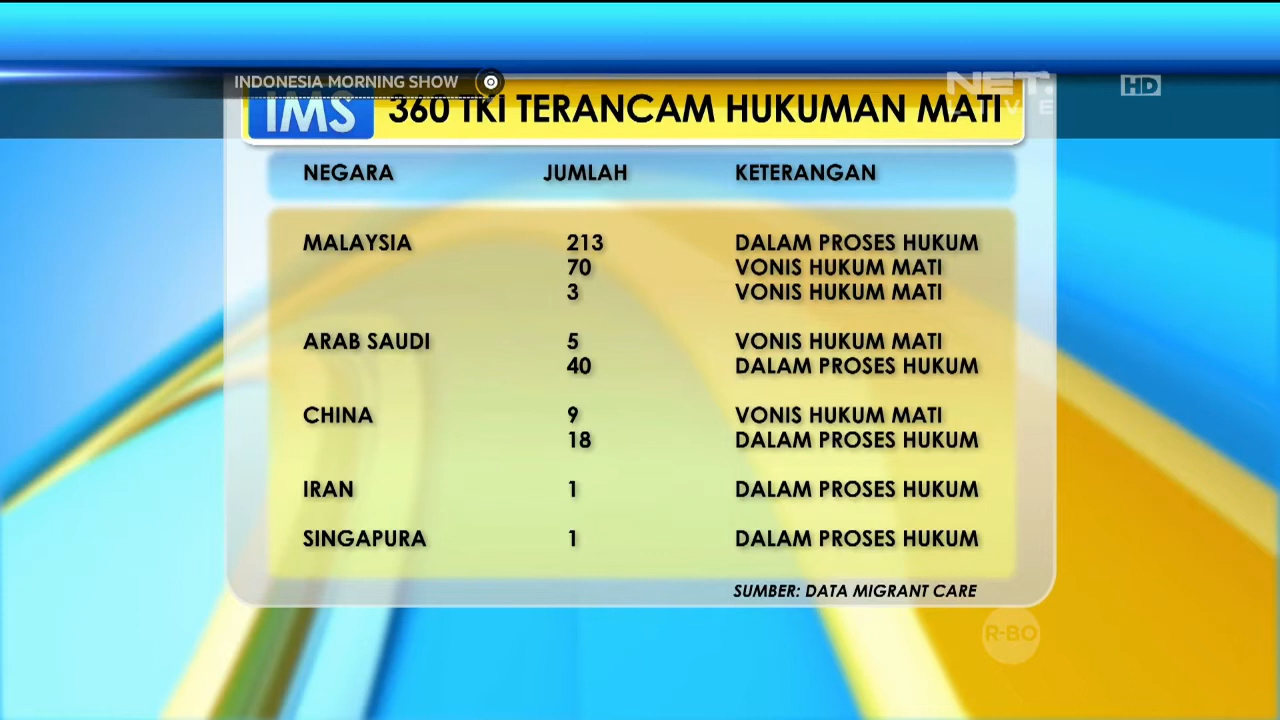 INDONESIA MORNING SHOW
NET.
HD
IMS 360 TKI TERANCAM HUKUMAN MATI
NEGARA JUMLAH KETERANGAN
MALAYSIA 213 DALAM PROSES HUKUM
70 VONIS HUKUM MATI
3 VONIS HUKUM MATI
ARAB SAUDI 5 VONIS HUKUM MATI
40 DALAM PROSES HUKUM
CHINA 9 VONIS HUKUM MATI
18 DALAM PROSES HUKUM
IRAN 1 DALAM PROSES HUKUM
SINGAPURA 1 DALAM PROSES HUKUM
SUMBER: DATA MIGRANT CARE
R-BO